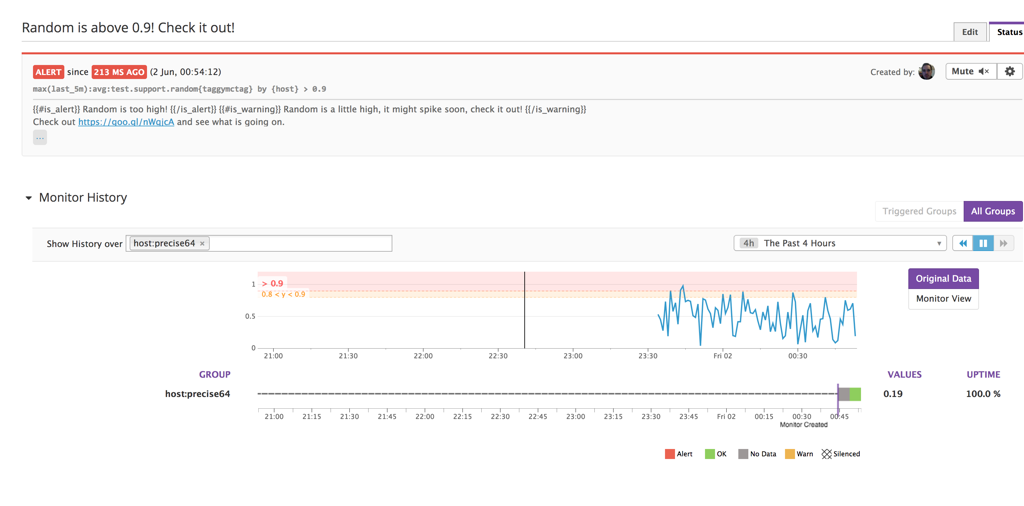 Random is above 0.9! Check it out!
Edit
Status
ALERT since 213 MS AGO (2 Jun, 00:54:12)
Created by:
Mute
max(last_5m):avg:test.support.random{taggymctag} by {host} > 0.9
{{#is_alert}} Random is too high! {{/is_alert}} {{#is_warning}} Random is a little high, it might spike soon, check it out! {{/is_warning}}
Check out https://goo.gl/nWqjcA and see what is going on.
...
Monitor History
Triggered Groups
All Groups
Show History over
host:precise64 ×
4h The Past 4 Hours
1
> 0.9
0.8 < y < 0.9
0.5
0
21:00 21:30 22:00 22:30 23:00 23:30 Fri 02 00:30
Original Data
Monitor View
GROUP VALUES UPTIME
host:precise64 0.19 100.0 %
21:00 21:15 21:30 21:45 22:00 22:15 22:30 22:45 23:00 23:15 23:30 23:45 Fri 02 00:15 00:30 00:45
Monitor Created
Alert OK No Data Warn Silenced